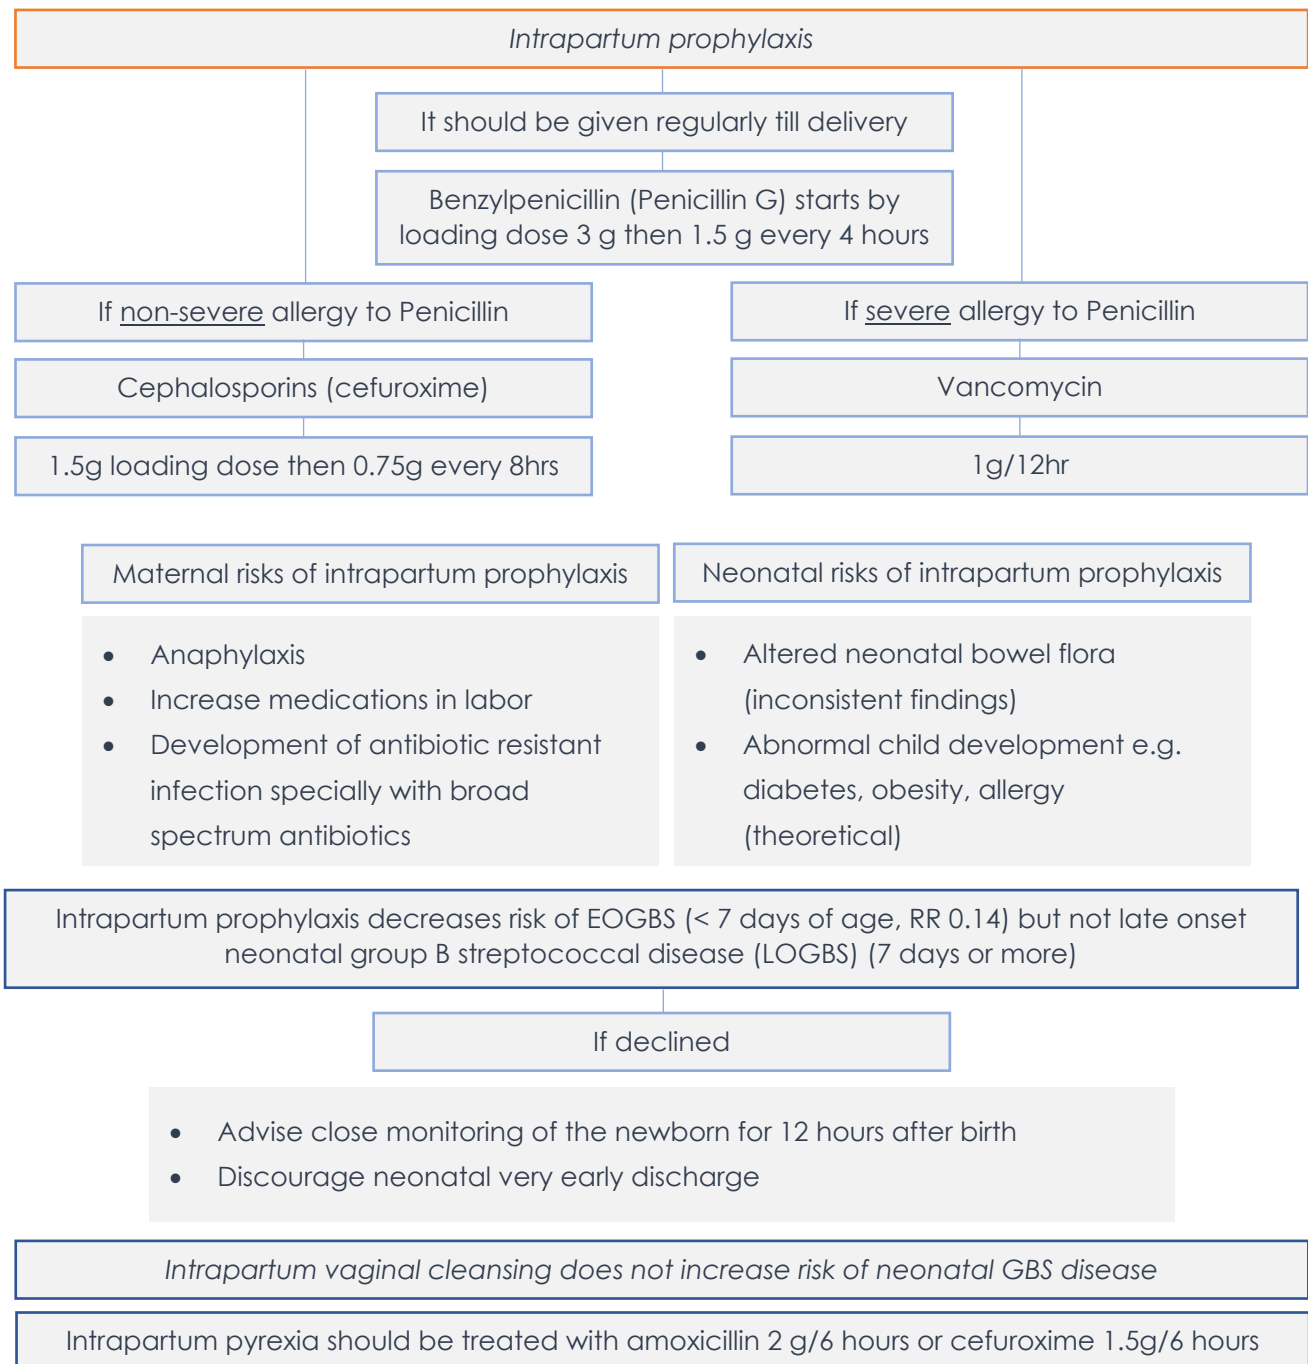 Intrapartum prophylaxis
It should be given regularly till delivery
Benzylpenicillin (Penicillin G) starts by
loading dose 3 g then 1.5 g every 4 hours
If non-severe allergy to Penicillin
Cephalosporins (cefuroxime)
1.5g loading dose then 0.75g every 8hrs
If severe allergy to Penicillin
Vancomycin
1g/12hr
Maternal risks of intrapartum prophylaxis
• Anaphylaxis
• Increase medications in labor
• Development of antibiotic resistant
infection specially with broad
spectrum antibiotics
Neonatal risks of intrapartum prophylaxis
• Altered neonatal bowel flora
(inconsistent findings)
• Abnormal child development e.g.
diabetes, obesity, allergy
(theoretical)
Intrapartum prophylaxis decreases risk of EOGBS (< 7 days of age, RR 0.14) but not late onset
neonatal group B streptococcal disease (LOGBS) (7 days or more)
If declined
• Advise close monitoring of the newborn for 12 hours after birth
• Discourage neonatal very early discharge
Intrapartum vaginal cleansing does not increase risk of neonatal GBS disease
Intrapartum pyrexia should be treated with amoxicillin 2 g/6 hours or cefuroxime 1.5g/6 hours